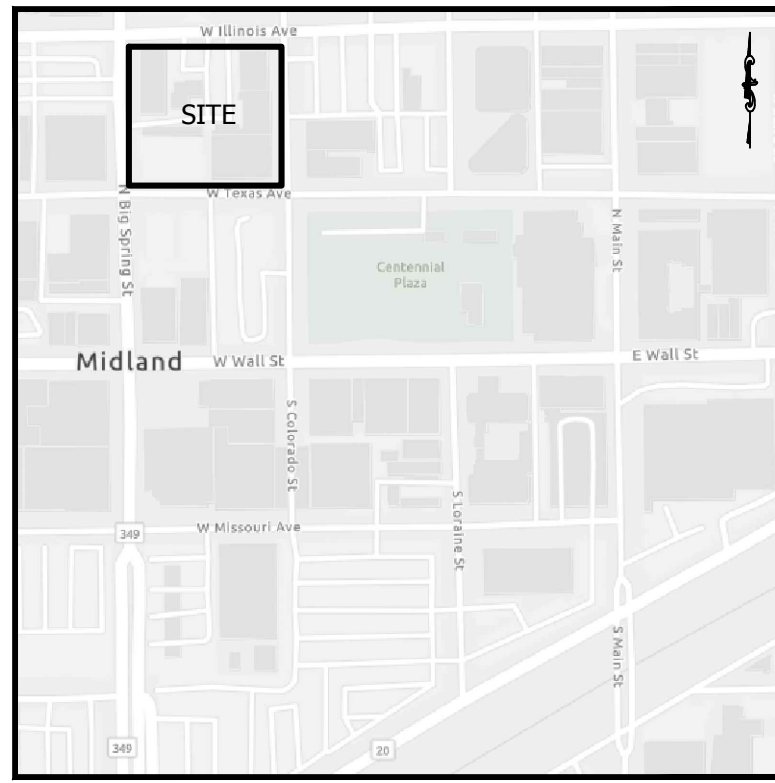 W Illinois Ave
SITE
W Texas Ave
N Big Spring St
N Main St
Centennial
Plaza
Midland
W Wall St
E Wall St
S Colorado St
S Loraine St
349
W Missouri Ave
S Main St
349
20